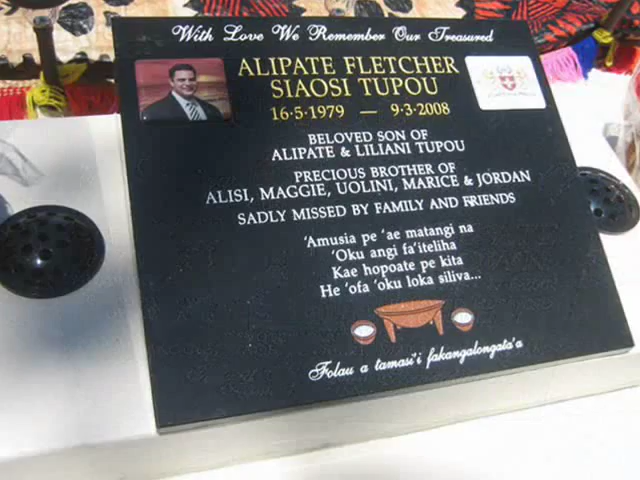 With Love We Remember Our Treasured
ALIPATE FLETCHER
SIAOSI TUPOU
16·5·1979 — 9·3·2008
BELOVED SON OF
ALIPATE & LILIANI TUPOU
PRECIOUS BROTHER OF
ALISI, MAGGIE, UOLINI, MARICE & JORDAN
SADLY MISSED BY FAMILY AND FRIENDS
'Amusia pe 'ae matangi na
'Oku angi fa'iteliha
Kae hopoate pe kita
He 'ofa 'oku loka siliva...
Folau a tamasi'i fakangalongata'a